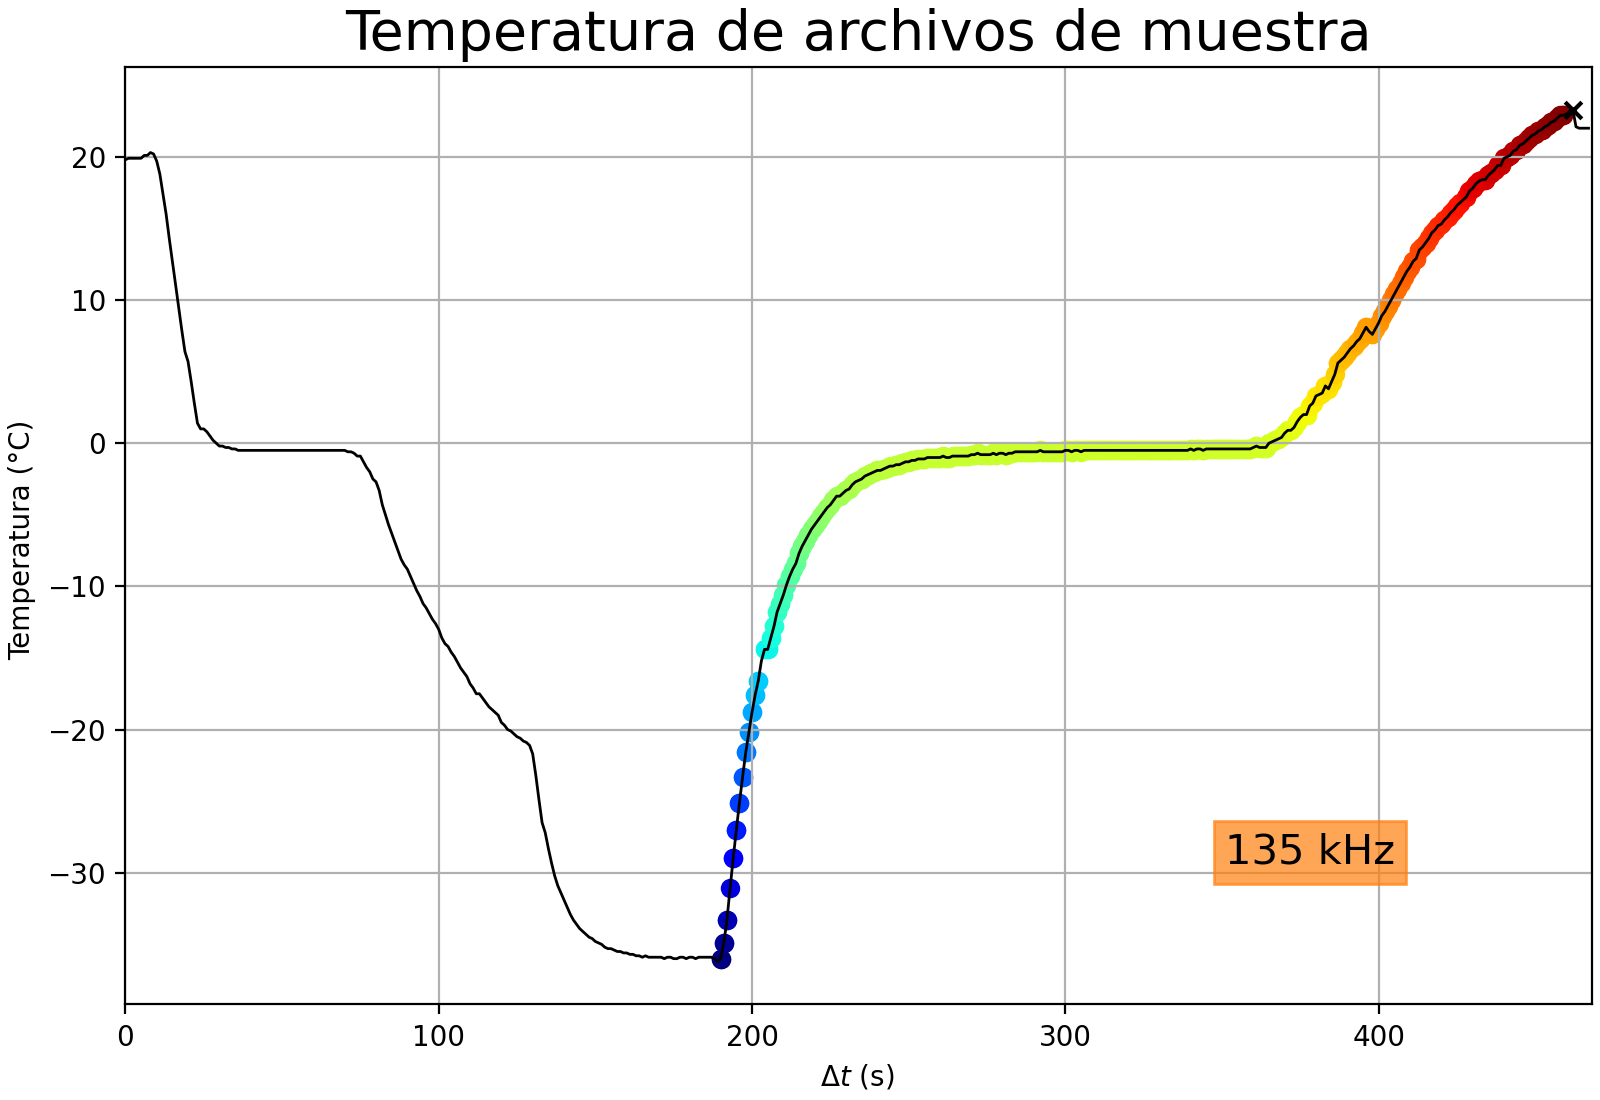 Temperatura de archivos de muestra
Temperatura (°C)
20
10
0
−10
−20
−30
135 kHz
0 100 200 300 400
Δt (s)